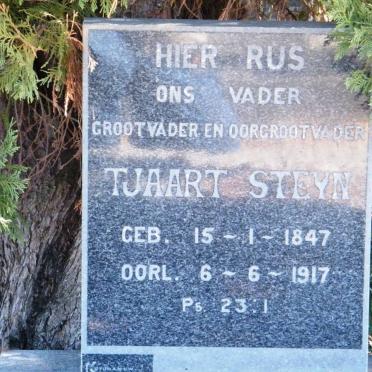 HIER RUS
ONS VADER
GROOTVADER EN OORGROOTVADER
TJAART STEYN
GEB. 15-1-1847
OORL. 6-6-1917
Ps. 23:1